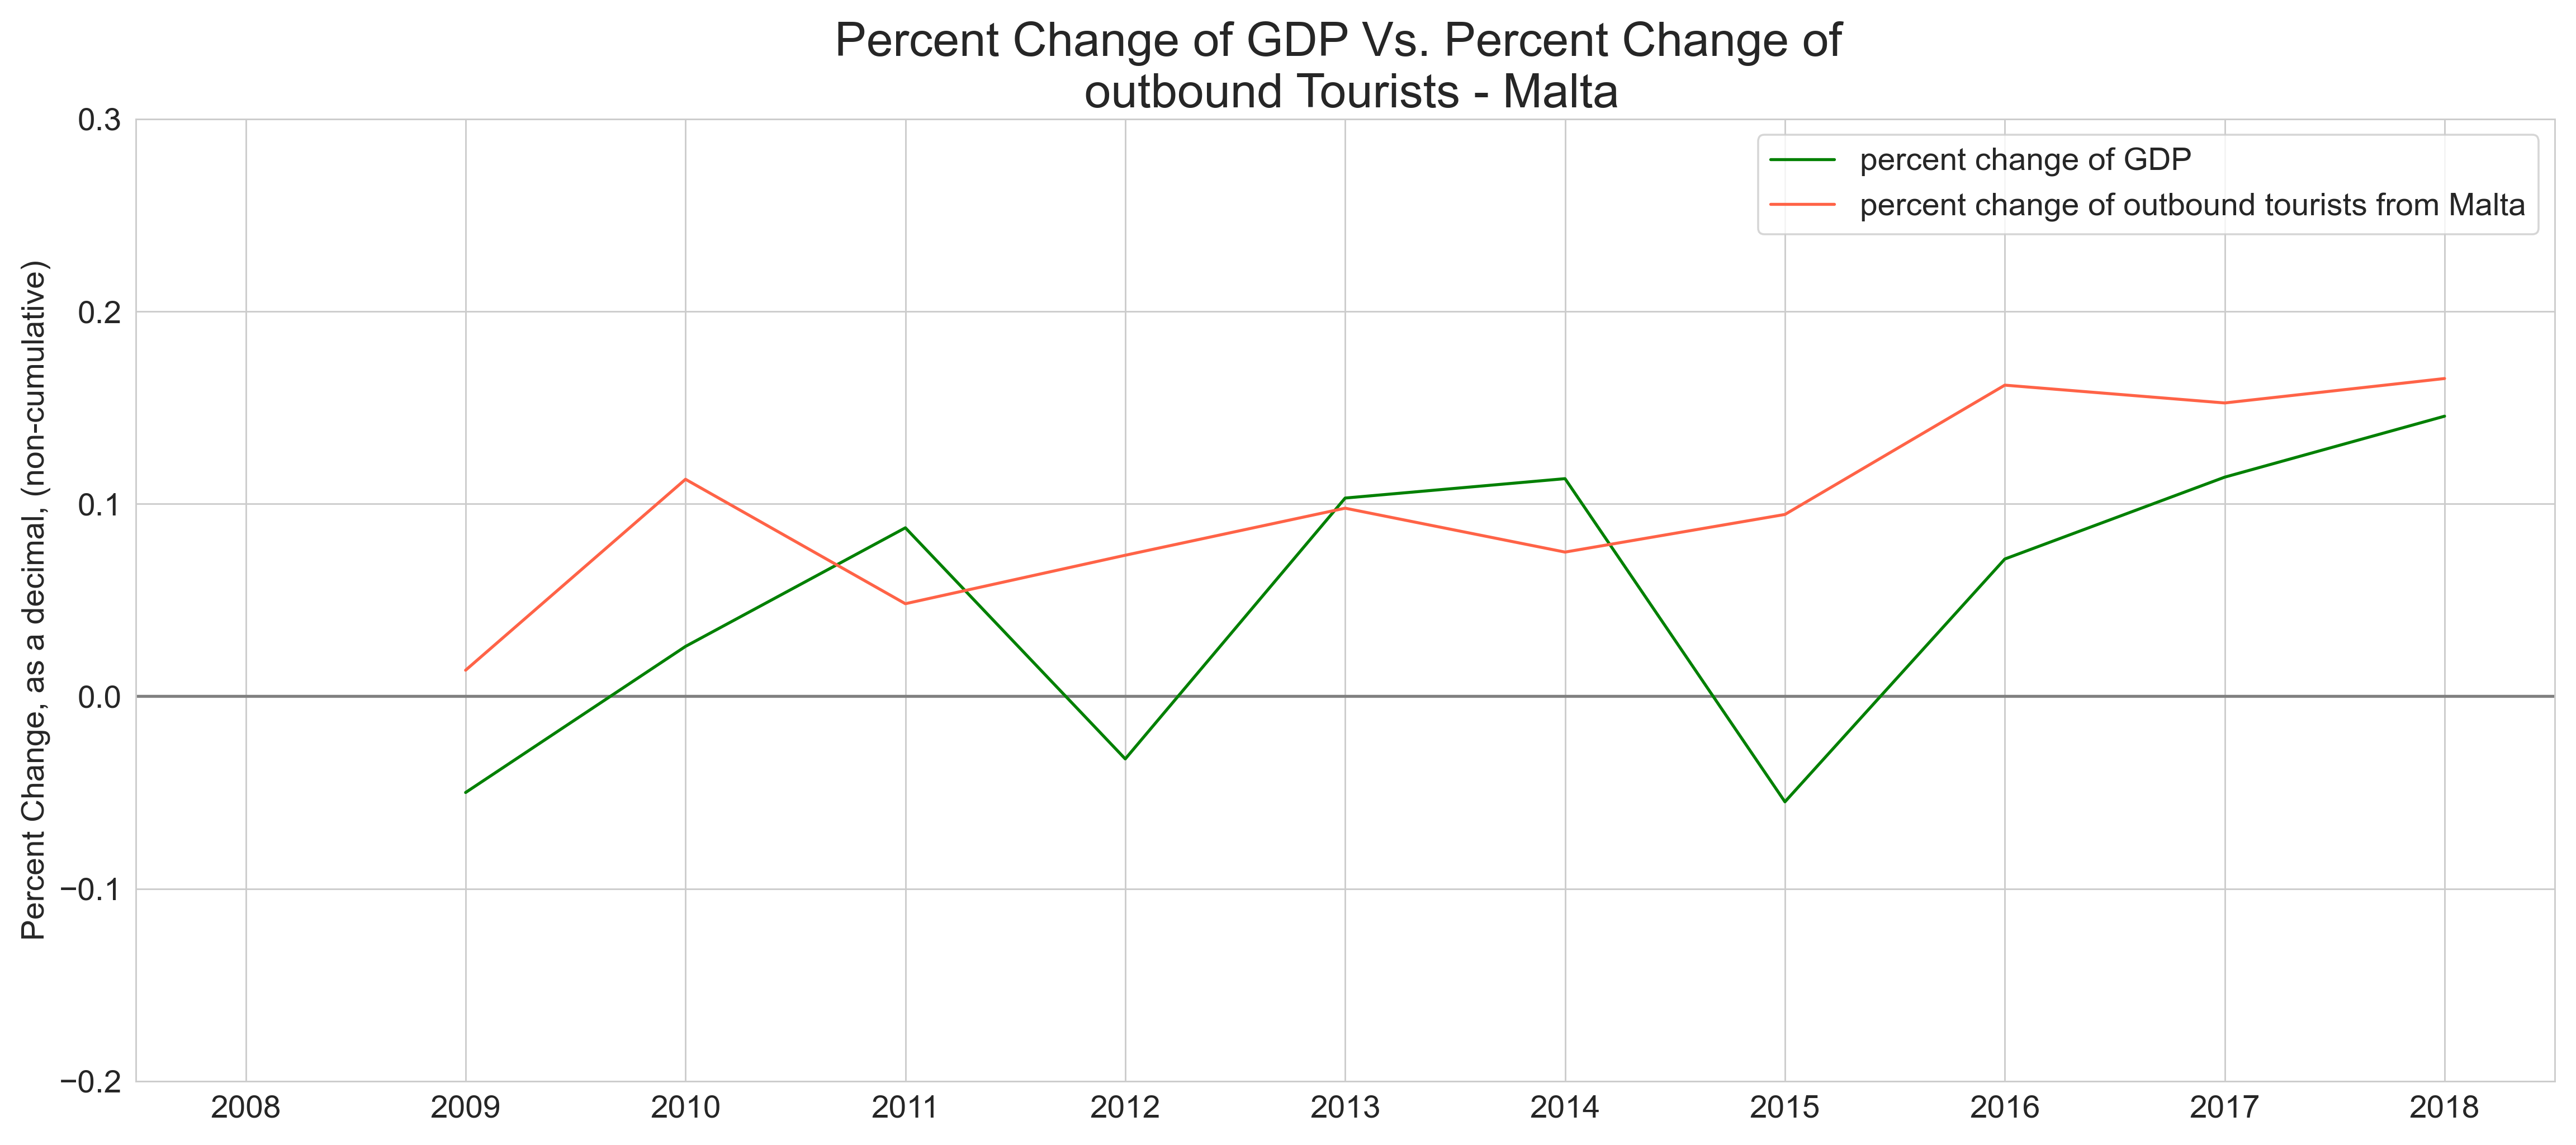 Percent Change of GDP Vs. Percent Change of
outbound Tourists - Malta
percent change of GDP
percent change of outbound tourists from Malta
Percent Change, as a decimal, (non-cumulative)
0.3
0.2
0.1
0.0
−0.1
−0.2
2008 2009 2010 2011 2012 2013 2014 2015 2016 2017 2018